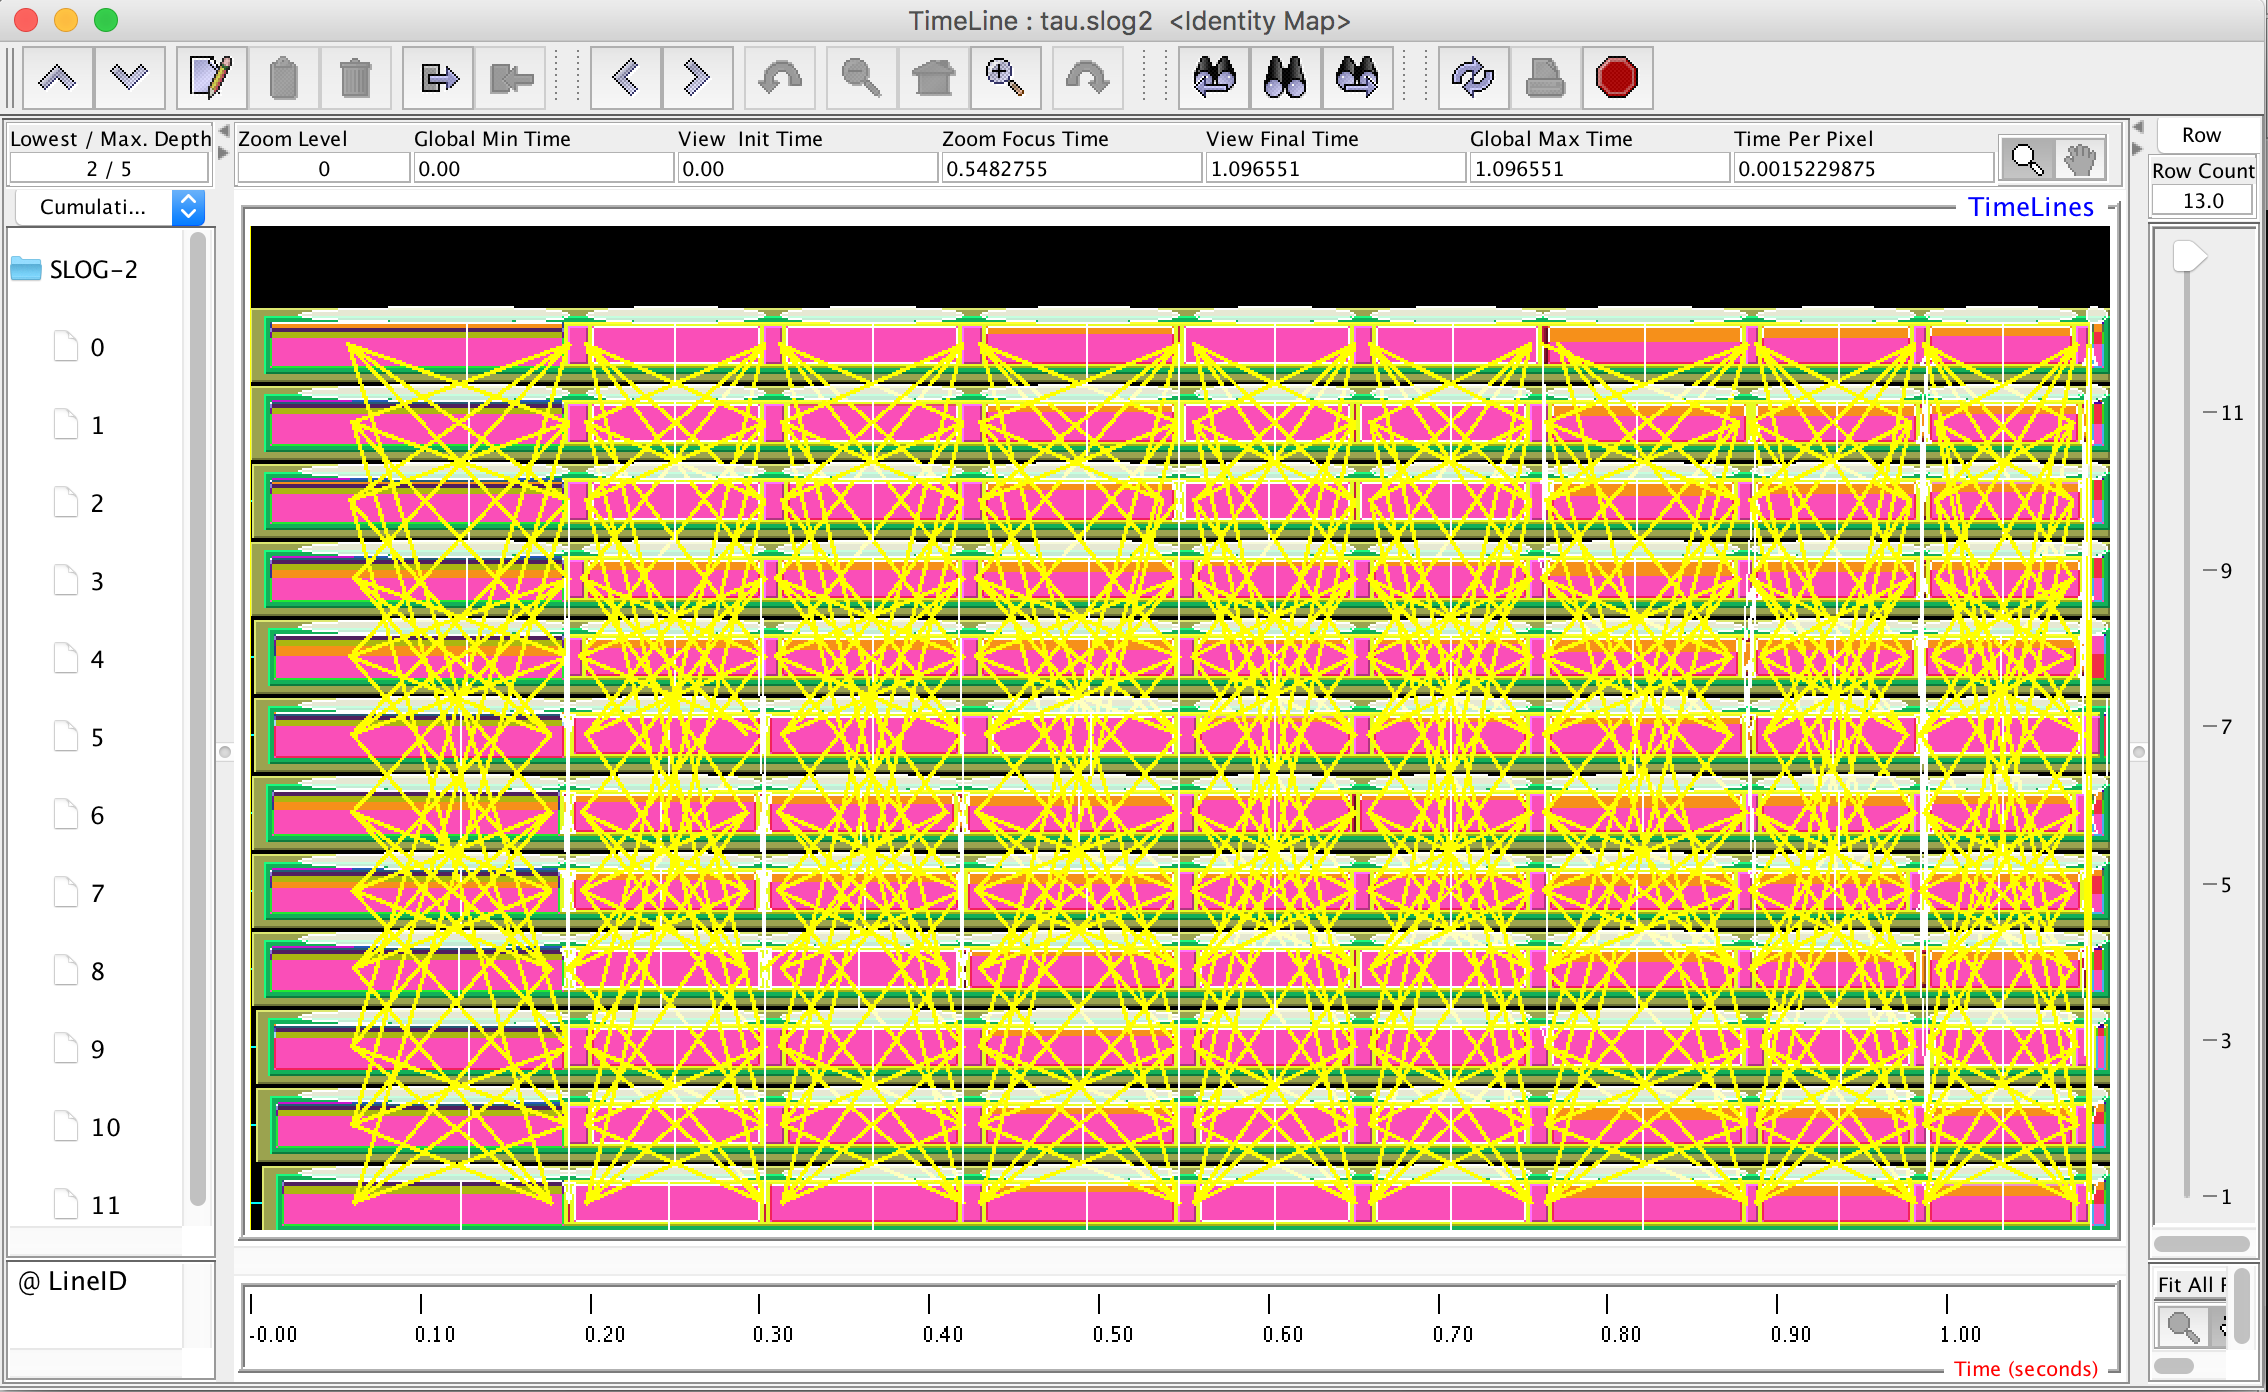 TimeLine : tau.slog2 <Identity Map>
Lowest / Max. Depth
2 / 5
Zoom Level
0
Global Min Time
0.00
View Init Time
0.00
Zoom Focus Time
0.5482755
View Final Time
1.096551
Global Max Time
1.096551
Time Per Pixel
0.0015229875
Row
Row Count
13.0
Cumulati...
TimeLines
SLOG-2
0
1
2
3
4
5
6
7
8
9
10
11
11
9
7
5
3
1
@ LineID
Fit All
-0.00 0.10 0.20 0.30 0.40 0.50 0.60 0.70 0.80 0.90 1.00
Time (seconds)